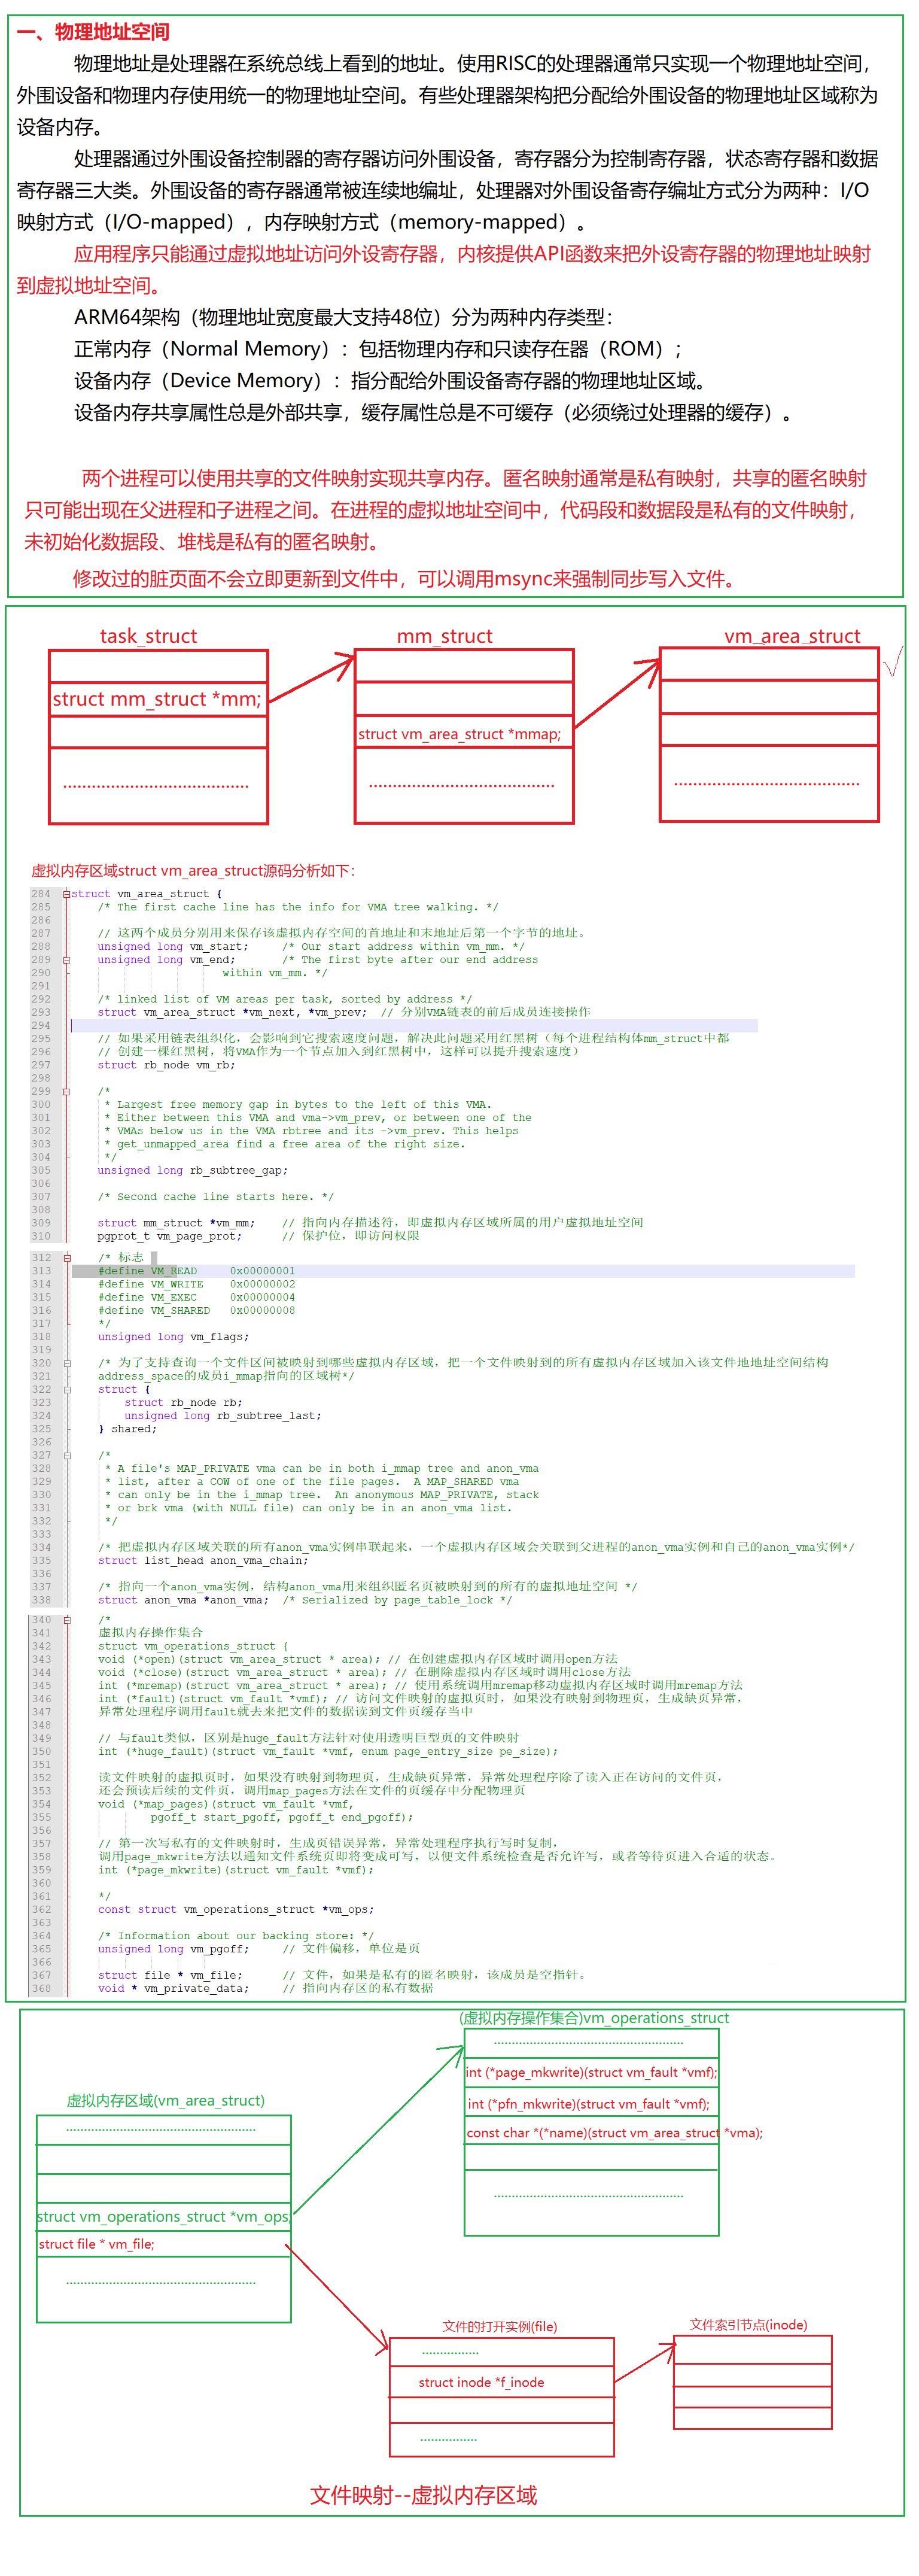 一、物理地址空间
物理地址是处理器在系统总线上看到的地址。使用RISC的处理器通常只实现一个物理地址空间，
外围设备和物理内存使用统一的物理地址空间。有些处理器架构把分配给外围设备的物理地址区域称为
设备内存。
处理器通过外围设备控制器的寄存器访问外围设备，寄存器分为控制寄存器，状态寄存器和数据
寄存器三大类。外围设备的寄存器通常被连续地编址，处理器对外围设备寄存编址方式分为两种：I/O
映射方式（I/O-mapped），内存映射方式（memory-mapped）。
应用程序只能通过虚拟地址访问外设寄存器，内核提供API函数来把外设寄存器的物理地址映射
到虚拟地址空间。
ARM64架构（物理地址宽度最大支持48位）分为两种内存类型：
正常内存（Normal Memory）：包括物理内存和只读存在器（ROM）；
设备内存（Device Memory）：指分配给外围设备寄存器的物理地址区域。
设备内存共享属性总是外部共享，缓存属性总是不可缓存（必须绕过处理器的缓存）。
两个进程可以使用共享的文件映射实现共享内存。匿名映射通常是私有映射，共享的匿名映射
只可能出现在父进程和子进程之间。在进程的虚拟地址空间中，代码段和数据段是私有的文件映射，
未初始化数据段、堆栈是私有的匿名映射。
修改过的脏页面不会立即更新到文件中，可以调用msync来强制同步写入文件。
task_struct
mm_struct
vm_area_struct
struct mm_struct *mm;
struct vm_area_struct *mmap;
虚拟内存区域struct vm_area_struct源码分析如下：
284 struct vm_area_struct {
285 /* The first cache line has the info for VMA tree walking. */
286
287 // 这两个成员分别用来保存该虚拟内存空间的首地址和末地址后第一个字节的地址。
288 unsigned long vm_start; /* Our start address within vm_mm. */
289 unsigned long vm_end; /* The first byte after our end address
290 within vm_mm. */
291
292 /* linked list of VM areas per task, sorted by address */
293 struct vm_area_struct *vm_next, *vm_prev; // 分别VMA链表的前后成员连接操作
294
295 // 如果采用链表组织化，会影响到它搜索速度问题，解决此问题采用红黑树（每个进程结构体mm_struct中都
296 // 创建一棵红黑树，将VMA作为一个节点加入到红黑树中，这样可以提升搜索速度）
297 struct rb_node vm_rb;
298
299 /*
300 * Largest free memory gap in bytes to the left of this VMA.
301 * Either between this VMA and vma->vm_prev, or between one of the
302 * VMAs below us in the VMA rbtree and its ->vm_prev. This helps
303 * get_unmapped_area find a free area of the right size.
304 */
305 unsigned long rb_subtree_gap;
306
307 /* Second cache line starts here. */
308
309 struct mm_struct *vm_mm; // 指向内存描述符，即虚拟内存区域所属的用户虚拟地址空间
310 pgprot_t vm_page_prot; // 保护位，即访问权限
312 /* 标志
313 #define VM_READ 0x00000001
314 #define VM_WRITE 0x00000002
315 #define VM_EXEC 0x00000004
316 #define VM_SHARED 0x00000008
317 */
318 unsigned long vm_flags;
319
320 /* 为了支持查询一个文件区间被映射到哪些虚拟内存区域，把一个文件映射到的所有虚拟内存区域加入该文件地地址空间结构
321 address_space的成员i_mmap指向的区域树*/
322 struct {
323 struct rb_node rb;
324 unsigned long rb_subtree_last;
325 } shared;
326
327 /*
328 * A file's MAP_PRIVATE vma can be in both i_mmap tree and anon_vma
329 * list, after a COW of one of the file pages. A MAP_SHARED vma
330 * can only be in the i_mmap tree. An anonymous MAP_PRIVATE, stack
331 * or brk vma (with NULL file) can only be in an anon_vma list.
332 */
333
334 /* 把虚拟内存区域关联的所有anon_vma实例串联起来，一个虚拟内存区域会关联到父进程的anon_vma实例和自己的anon_vma实例*/
335 struct list_head anon_vma_chain;
336
337 /* 指向一个anon_vma实例，结构anon_vma用来组织匿名页被映射到的所有的虚拟地址空间 */
338 struct anon_vma *anon_vma; /* Serialized by page_table_lock */
340 /*
341 虚拟内存操作集合
342 struct vm_operations_struct {
343 void (*open)(struct vm_area_struct * area); // 在创建虚拟内存区域时调用open方法
344 void (*close)(struct vm_area_struct * area); // 在删除虚拟内存区域时调用close方法
345 int (*mremap)(struct vm_area_struct * area); // 使用系统调用mremap移动虚拟内存区域时调用mremap方法
346 int (*fault)(struct vm_fault *vmf); // 访问文件映射的虚拟页时，如果没有映射到物理页，生成缺页异常，
347 异常处理程序调用fault就去来把文件的数据读到文件页缓存当中
348
349 // 与fault类似，区别是huge_fault方法针对使用透明巨型页的文件映射
350 int (*huge_fault)(struct vm_fault *vmf, enum page_entry_size pe_size);
351
352 读文件映射的虚拟页时，如果没有映射到物理页，生成缺页异常，异常处理程序除了读入正在访问的文件页，
353 还会预读后续的文件页，调用map_pages方法在文件的页缓存中分配物理页
354 void (*map_pages)(struct vm_fault *vmf,
355 pgoff_t start_pgoff, pgoff_t end_pgoff);
356
357 // 第一次写私有的文件映射时，生成页错误异常，异常处理程序执行写时复制，
358 调用page_mkwrite方法以通知文件系统页即将变成可写，以便文件系统检查是否允许写，或者等待页进入合适的状态。
359 int (*page_mkwrite)(struct vm_fault *vmf);
360
361 */
362 const struct vm_operations_struct *vm_ops;
363
364 /* Information about our backing store: */
365 unsigned long vm_pgoff; // 文件偏移，单位是页
366
367 struct file * vm_file; // 文件，如果是私有的匿名映射，该成员是空指针。
368 void * vm_private_data; // 指向内存区的私有数据
(虚拟内存操作集合)vm_operations_struct
int (*page_mkwrite)(struct vm_fault *vmf);
int (*pfn_mkwrite)(struct vm_fault *vmf);
const char *(*name)(struct vm_area_struct *vma);
虚拟内存区域(vm_area_struct)
struct vm_operations_struct *vm_ops;
struct file * vm_file;
文件的打开实例(file)
struct inode *f_inode
文件索引节点(inode)
文件映射--虚拟内存区域